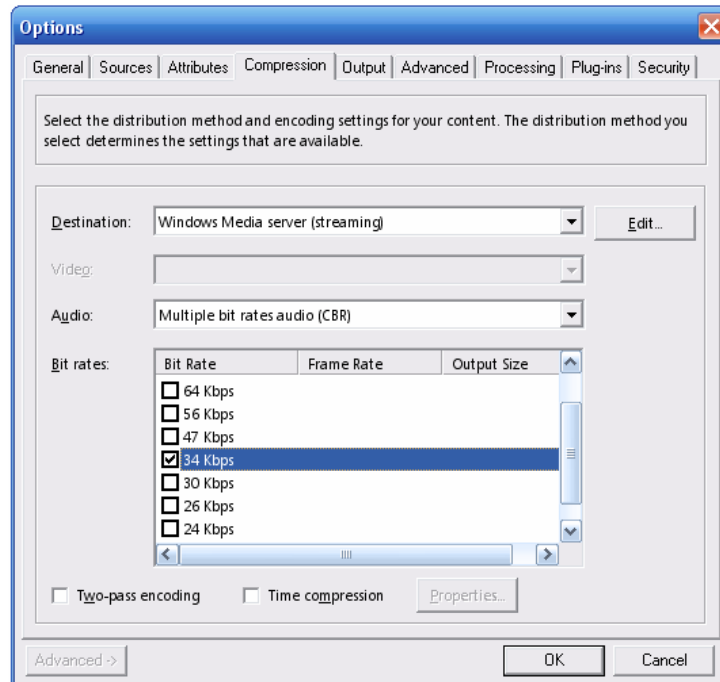 Options
General Sources Attributes Compression Output Advanced Processing Plug-ins Security
Select the distribution method and encoding settings for your content. The distribution method you
select determines the settings that are available.
Destination: Windows Media server (streaming) Edit...
Video:
Audio: Multiple bit rates audio (CBR)
Bit rates: Bit Rate Frame Rate Output Size
64 Kbps
56 Kbps
47 Kbps
34 Kbps
30 Kbps
26 Kbps
24 Kbps
Two-pass encoding Time compression Properties...
Advanced -> OK Cancel